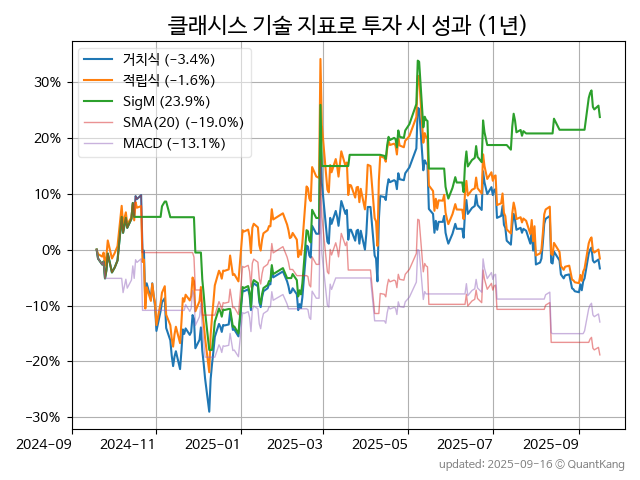 클래시스 기술 지표로 투자 시 성과 (1년)
거치식 (−3.4%)
적립식 (−1.6%)
SigM (23.9%)
SMA(20) (−19.0%)
MACD (−13.1%)
30%
20%
10%
0%
−10%
−20%
−30%
2024-09 2024-11 2025-01 2025-03 2025-05 2025-07 2025-09
updated: 2025-09-16 ⓒ QuantKang